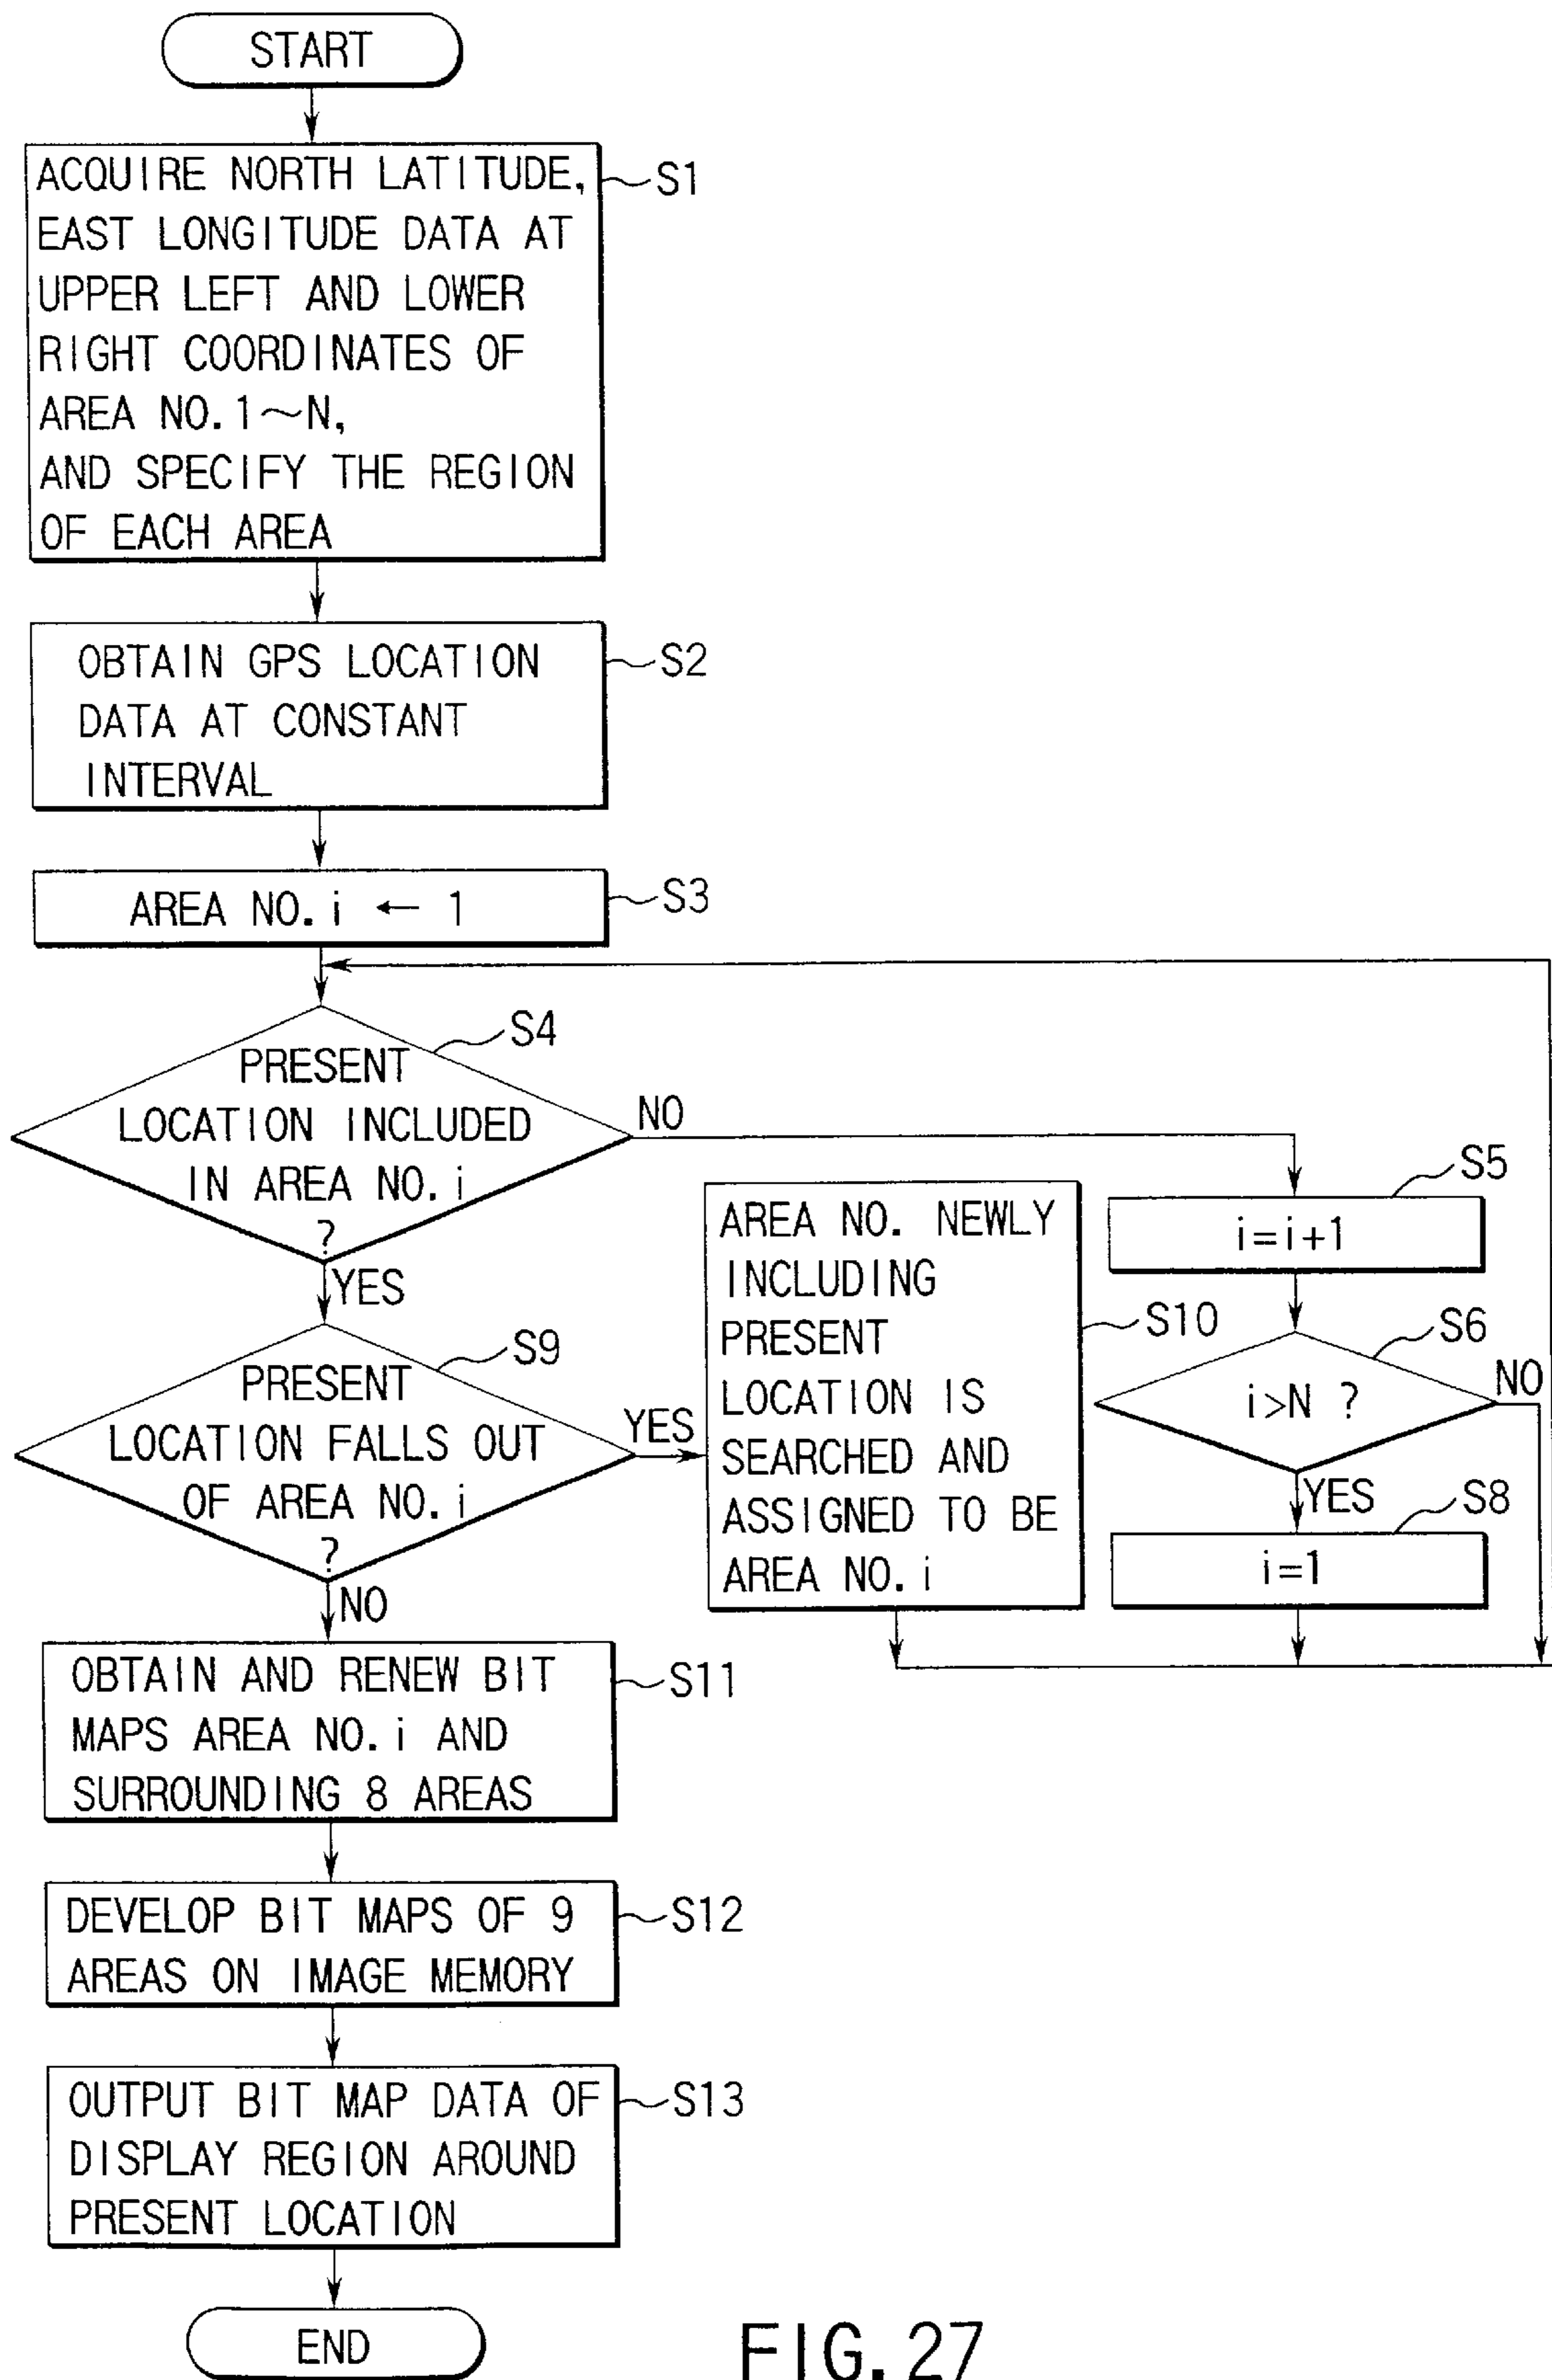 START
ACQUIRE NORTH LATITUDE,
EAST LONGITUDE DATA AT
UPPER LEFT AND LOWER
RIGHT COORDINATES OF
AREA NO.1~N,
AND SPECIFY THE REGION
OF EACH AREA
S1
OBTAIN GPS LOCATION
DATA AT CONSTANT
INTERVAL
S2
AREA NO.i ← 1
S3
PRESENT
LOCATION INCLUDED
IN AREA NO.i
?
S4
NO
YES
S5
i=i+1
S6
i>N ?
NO
YES
S8
i=1
PRESENT
LOCATION FALLS OUT
OF AREA NO.i
?
S9
YES
NO
AREA NO. NEWLY
INCLUDING
PRESENT
LOCATION IS
SEARCHED AND
ASSIGNED TO BE
AREA NO.i
S10
OBTAIN AND RENEW BIT
MAPS AREA NO.i AND
SURROUNDING 8 AREAS
S11
DEVELOP BIT MAPS OF 9
AREAS ON IMAGE MEMORY
S12
OUTPUT BIT MAP DATA OF
DISPLAY REGION AROUND
PRESENT LOCATION
S13
END
FIG.27